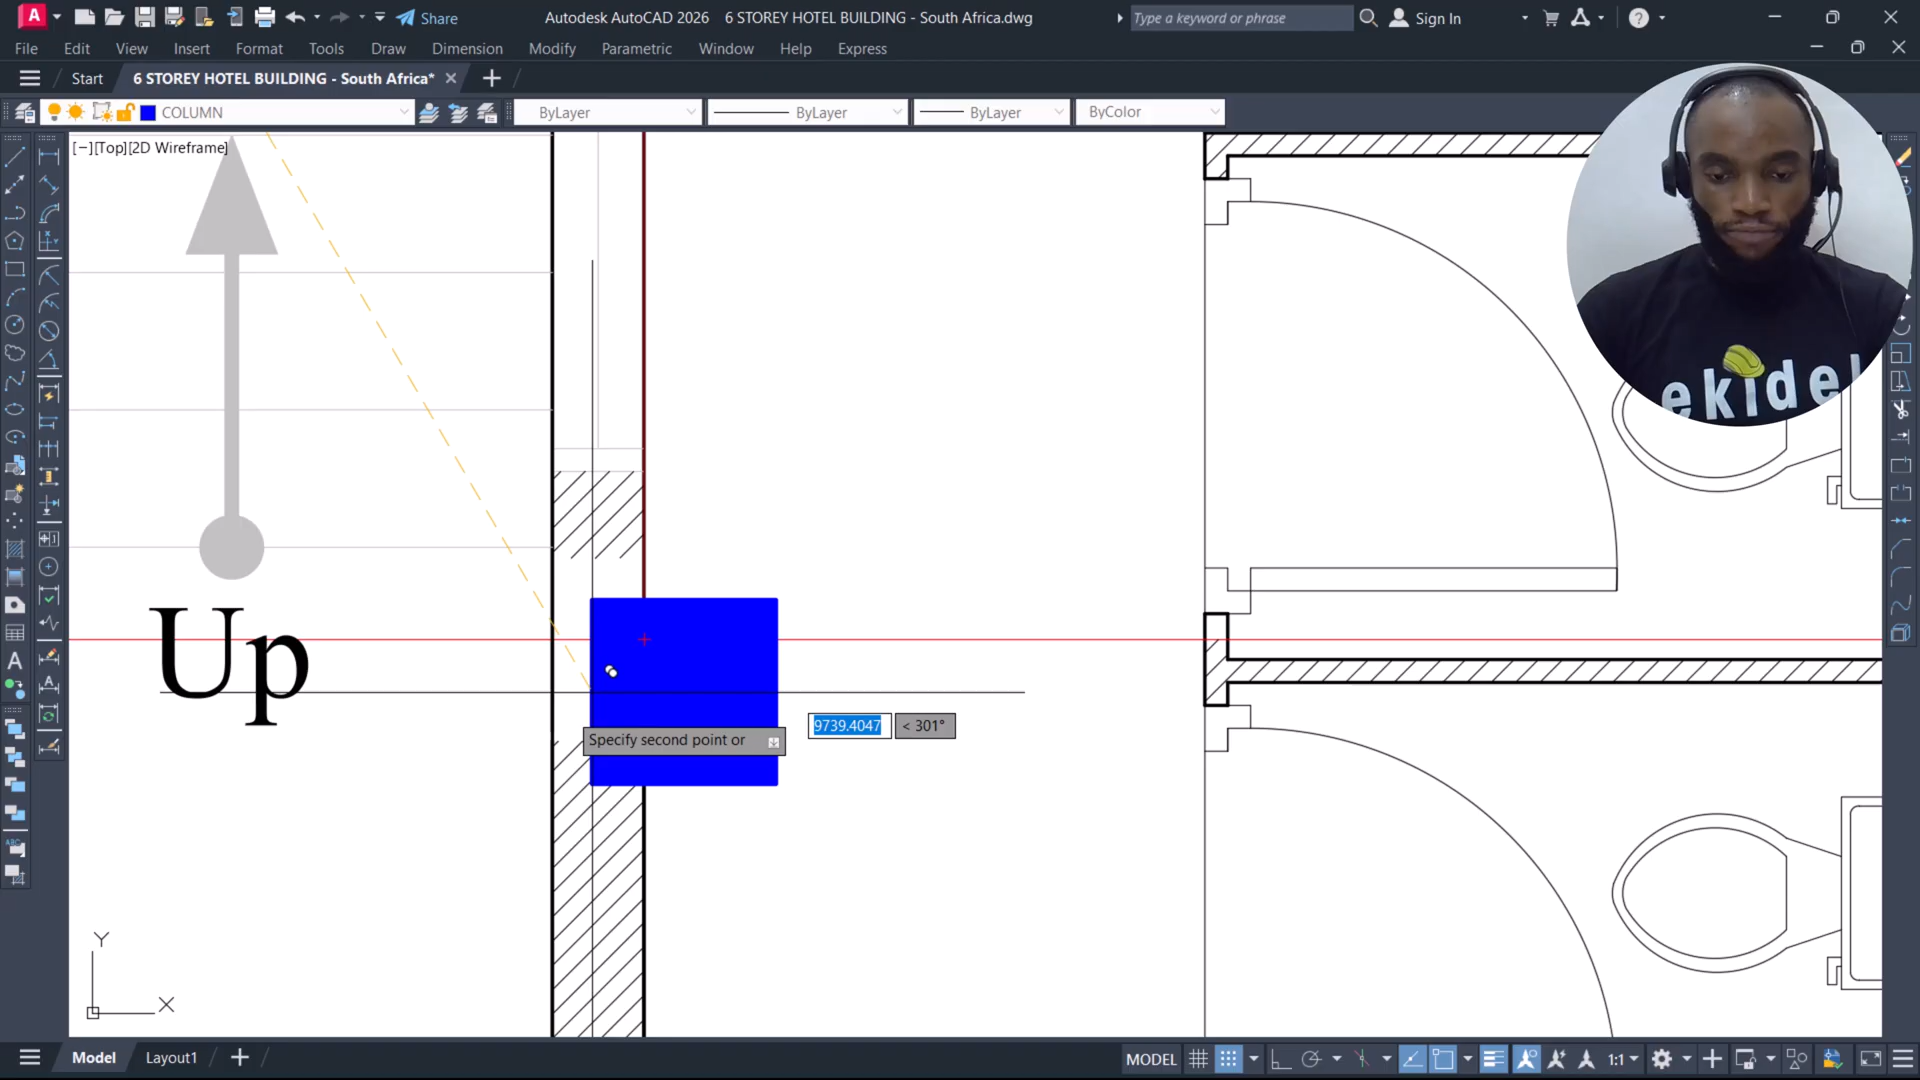 Share
Autodesk AutoCAD 2026 6 STOREY HOTEL BUILDING - South Africa.dwg
Type a keyword or phrase
Sign In
File Edit View Insert Format Tools Draw Dimension Modify Parametric Window Help Express
Start
6 STOREY HOTEL BUILDING - South Africa*
COLUMN
ByLayer
ByLayer
ByLayer
ByColor
[−][Top][2D Wireframe]
ekidel
Up
9739.4047
< 301°
Specify second point or
Y
X
Model
Layout1
MODEL
1:1